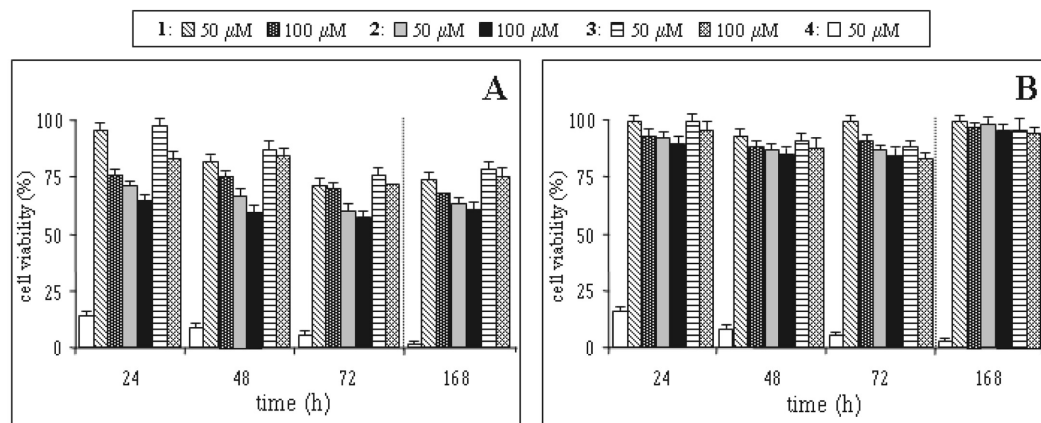 1: 50 μM 100 μM 2: 50 μM 100 μM 3: 50 μM 100 μM 4: 50 μM
A
100
75
50
25
0
cell viability (%)
24 48 72 168
time (h)
B
100
75
50
25
0
cell viability (%)
24 48 72 168
time (h)